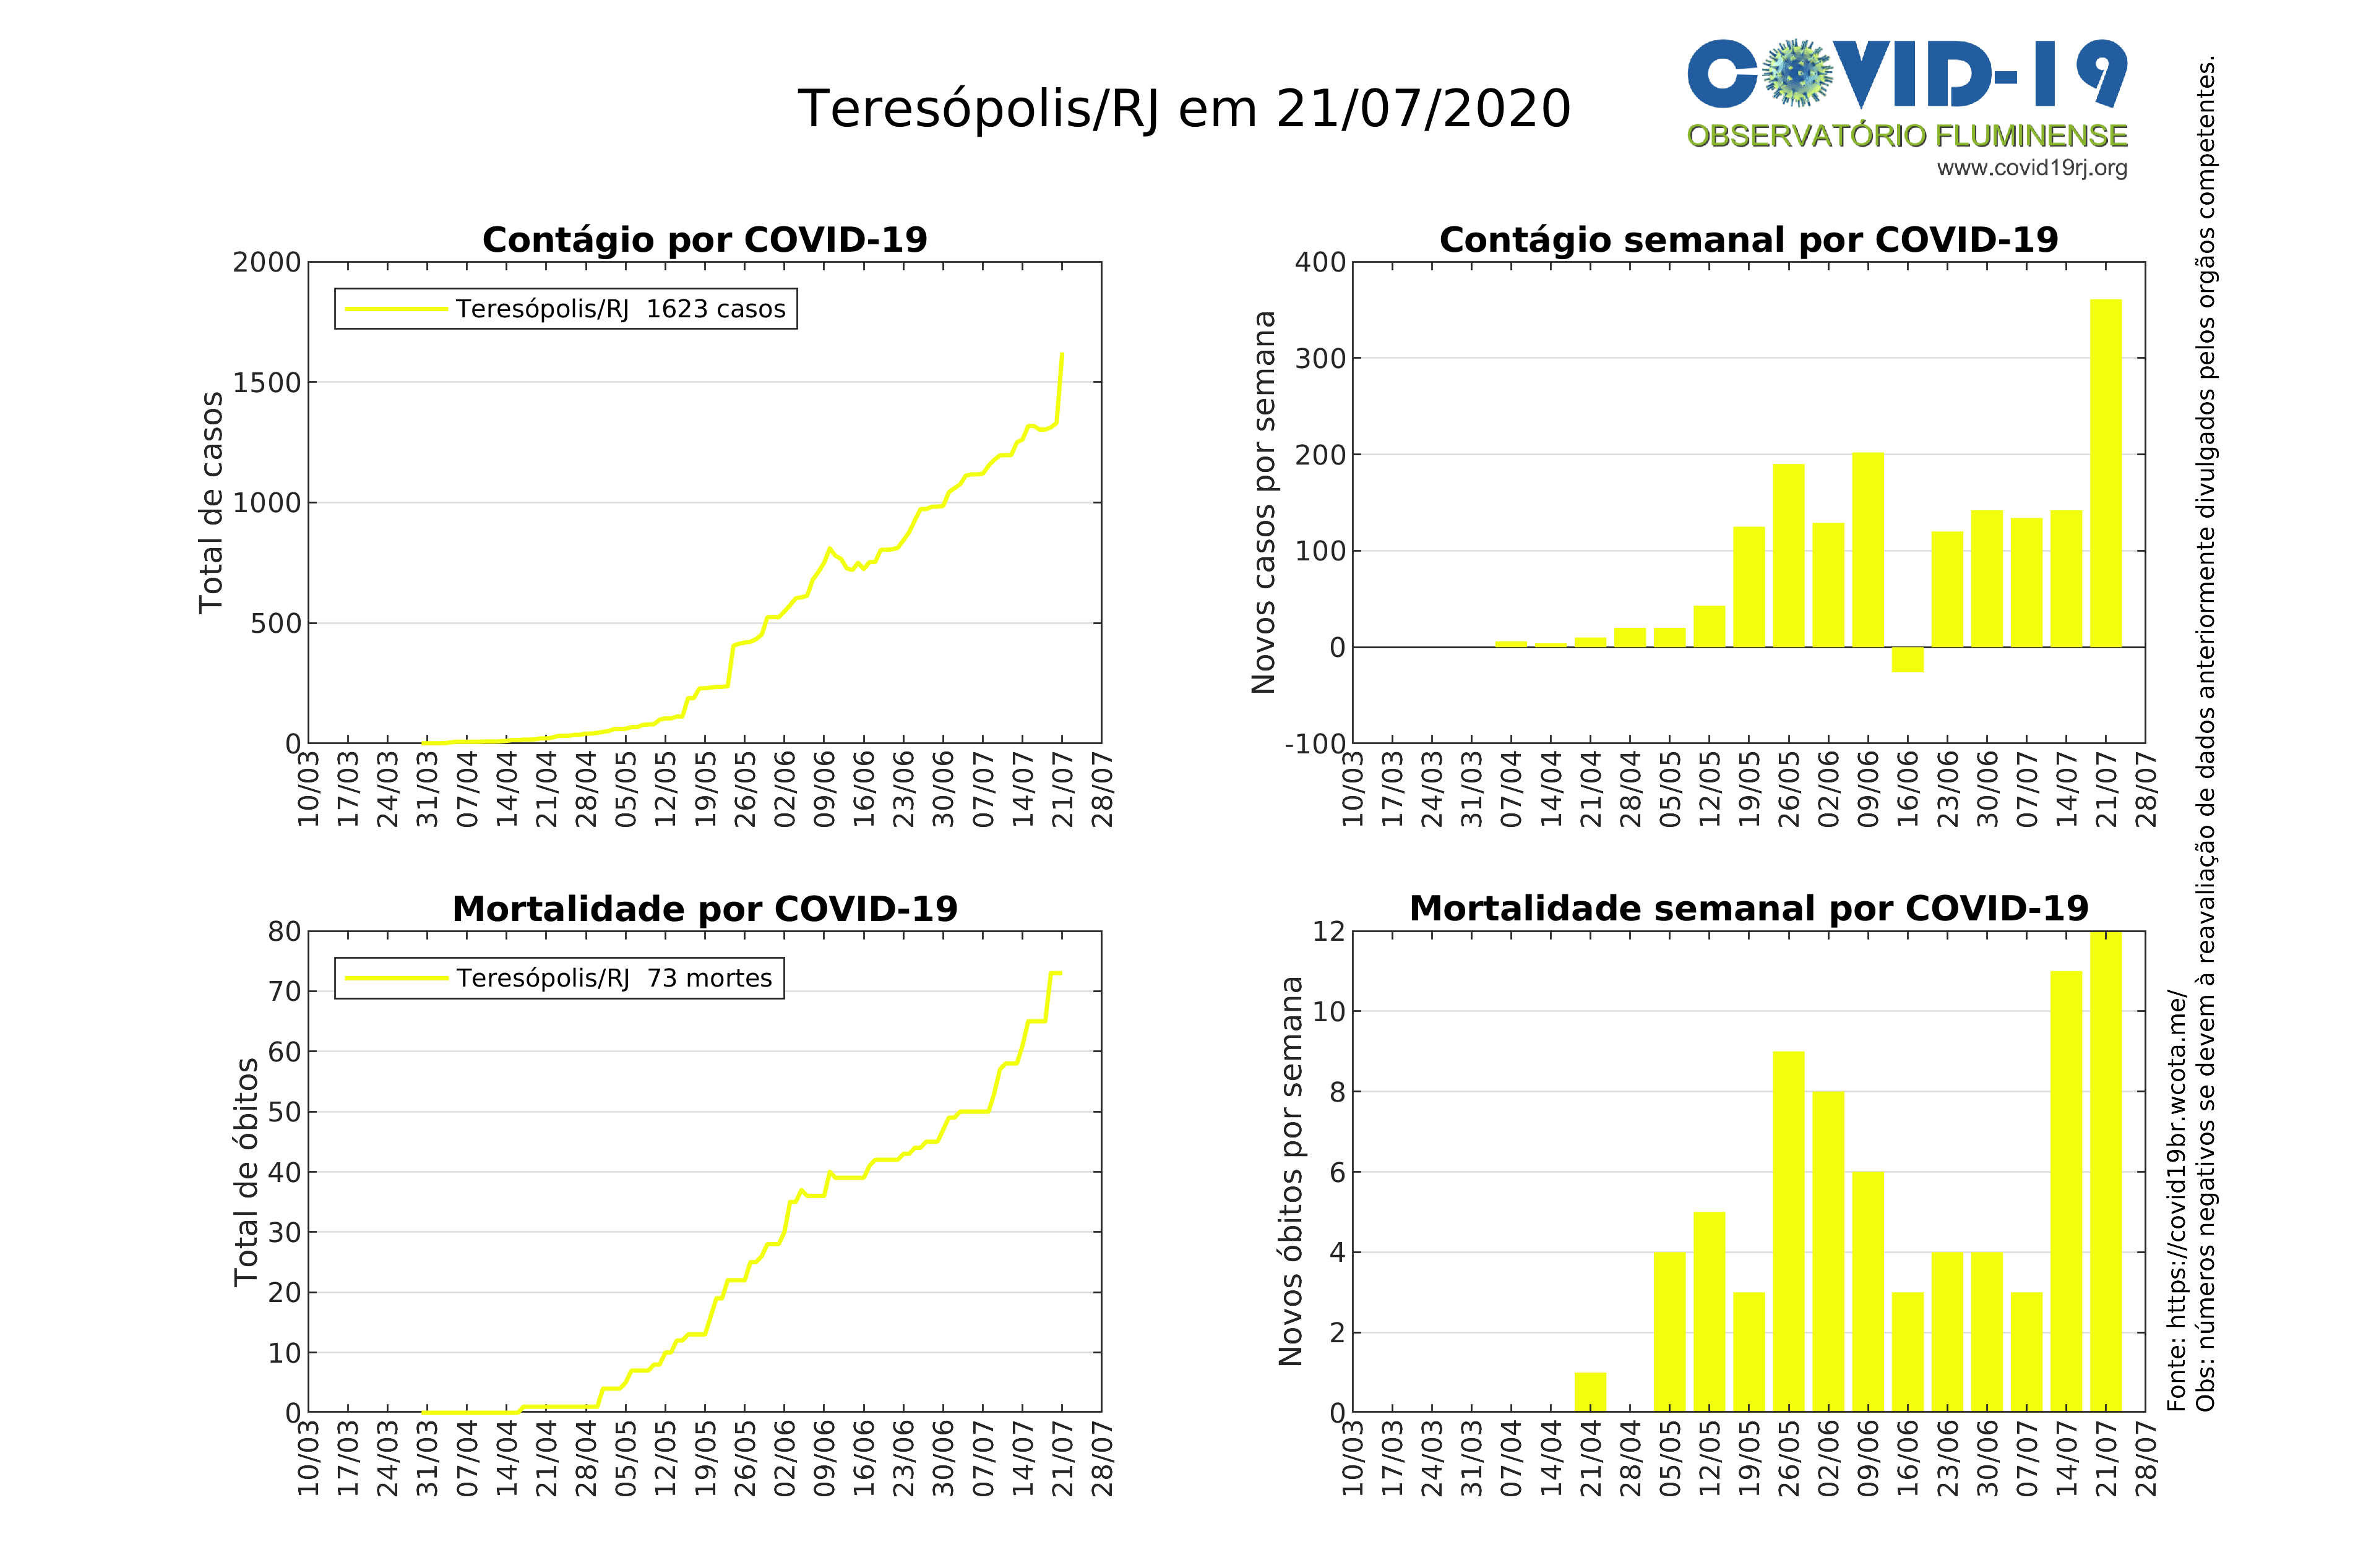 Teresópolis/RJ em 21/07/2020
COVID-19
OBSERVATÓRIO FLUMINENSE
www.covid19rj.org
Contágio por COVID-19
Total de casos
2000
1500
1000
500
0
Teresópolis/RJ 1623 casos
10/03 17/03 24/03 31/03 07/04 14/04 21/04 28/04 05/05 12/05 19/05 26/05 02/06 09/06 16/06 23/06 30/06 07/07 14/07 21/07 28/07
Contágio semanal por COVID-19
Novos casos por semana
400
300
200
100
0
-100
10/03 17/03 24/03 31/03 07/04 14/04 21/04 28/04 05/05 12/05 19/05 26/05 02/06 09/06 16/06 23/06 30/06 07/07 14/07 21/07 28/07
Mortalidade por COVID-19
Total de óbitos
80
70
60
50
40
30
20
10
0
Teresópolis/RJ 73 mortes
10/03 17/03 24/03 31/03 07/04 14/04 21/04 28/04 05/05 12/05 19/05 26/05 02/06 09/06 16/06 23/06 30/06 07/07 14/07 21/07 28/07
Mortalidade semanal por COVID-19
Novos óbitos por semana
12
10
8
6
4
2
0
10/03 17/03 24/03 31/03 07/04 14/04 21/04 28/04 05/05 12/05 19/05 26/05 02/06 09/06 16/06 23/06 30/06 07/07 14/07 21/07 28/07
Fonte: https://covid19br.wcota.me/
Obs: números negativos se devem à reavaliação de dados anteriormente divulgados pelos orgãos competentes.